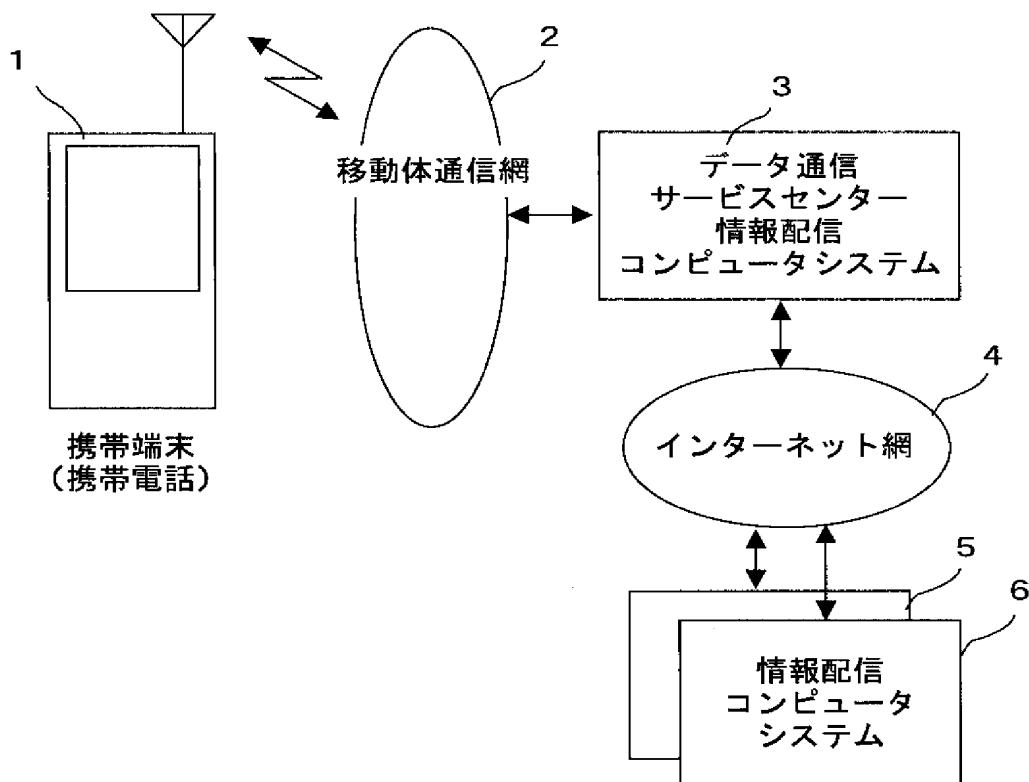 1
2
3
移動体通信網
データ通信
サービスセンター
情報配信
コンピュータシステム
携帯端末
(携帯電話)
4
インターネット網
5
6
情報配信
コンピュータ
システム